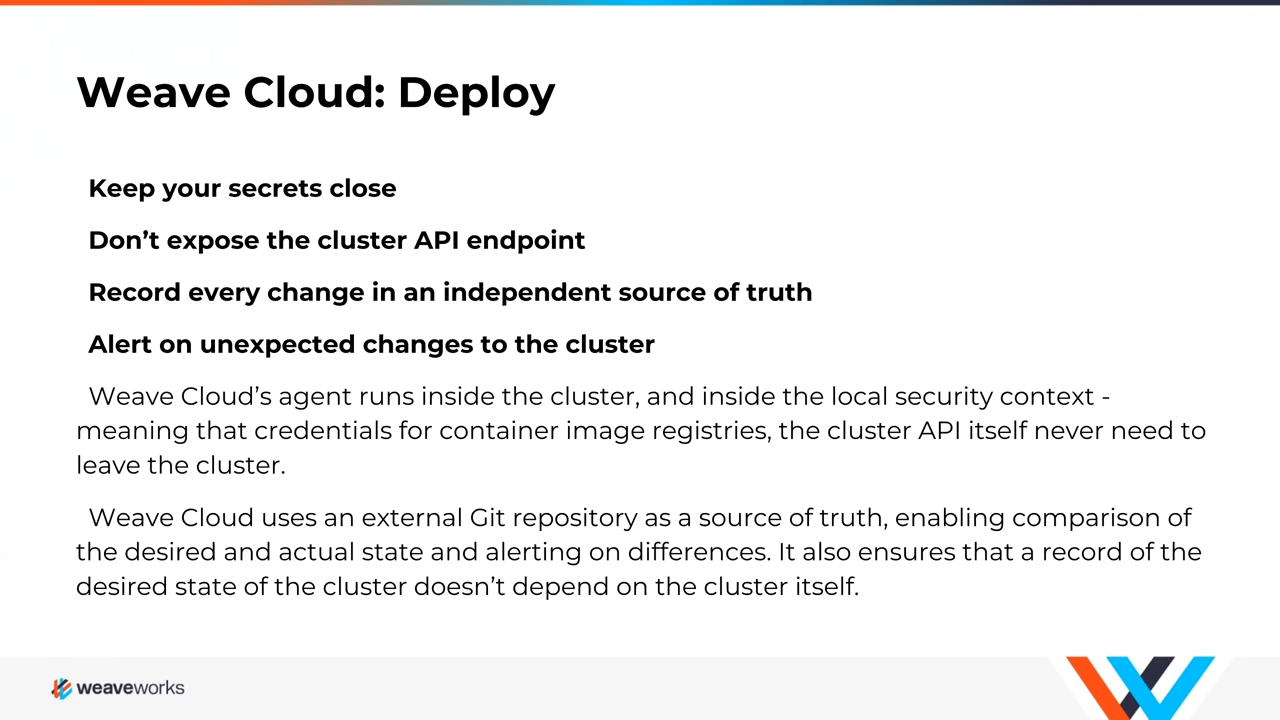 Weave Cloud: Deploy
Keep your secrets close
Don’t expose the cluster API endpoint
Record every change in an independent source of truth
Alert on unexpected changes to the cluster
Weave Cloud’s agent runs inside the cluster, and inside the local security context -
meaning that credentials for container image registries, the cluster API itself never need to
leave the cluster.
Weave Cloud uses an external Git repository as a source of truth, enabling comparison of
the desired and actual state and alerting on differences. It also ensures that a record of the
desired state of the cluster doesn’t depend on the cluster itself.
weaveworks